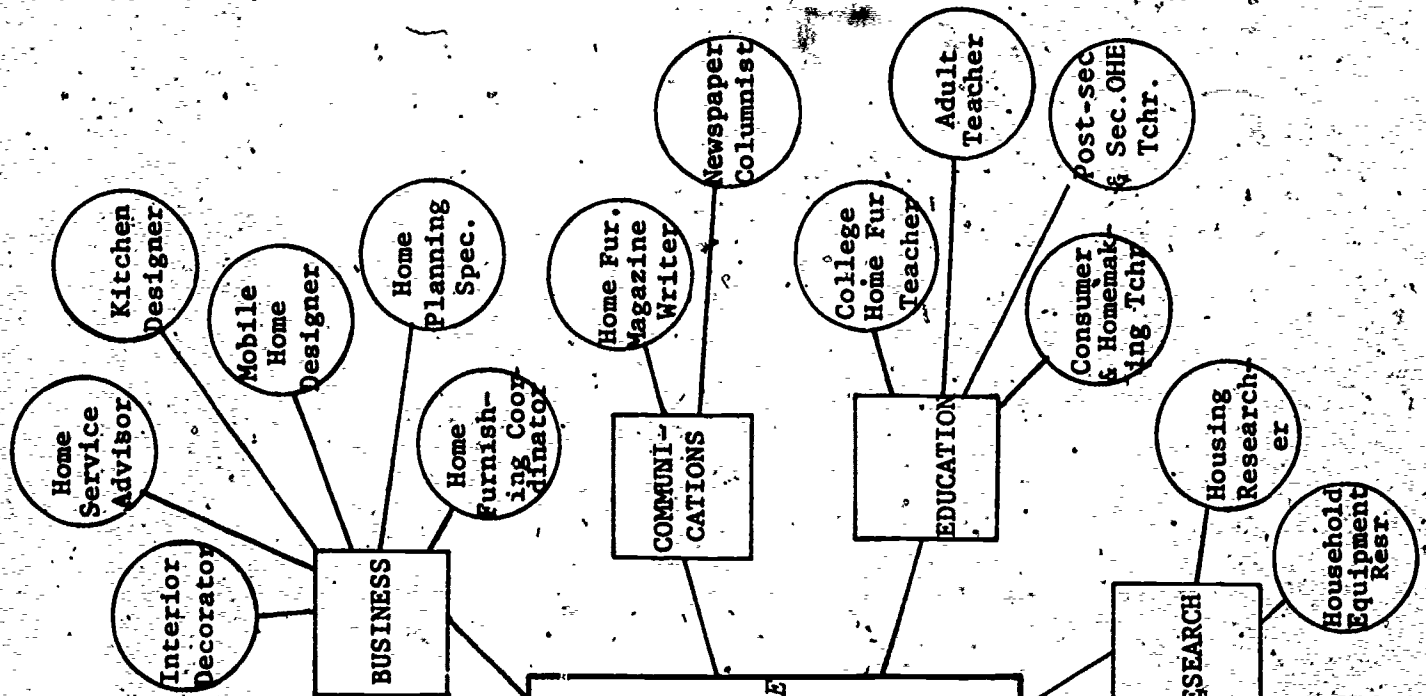 Interior
Decorator
Home
Service
Advisor
Kitchen
Designer
Mobile
Home
Designer
Home
Planning
Spec.
Home
Furnish-
ing Coor-
dinator
BUSINESS
Home Fur.
Magazine
Writer
Newspaper
Columnist
COMMUNI-
CATIONS
College
Home Fur
Teacher
Adult
Teacher
Post-sec
& Sec.OHE
Tchr.
Consumer
& Homemak-
ing Tchr
EDUCATION
Housing
Research-
er
Household
Equipment
Resr.
ESEARCH
E